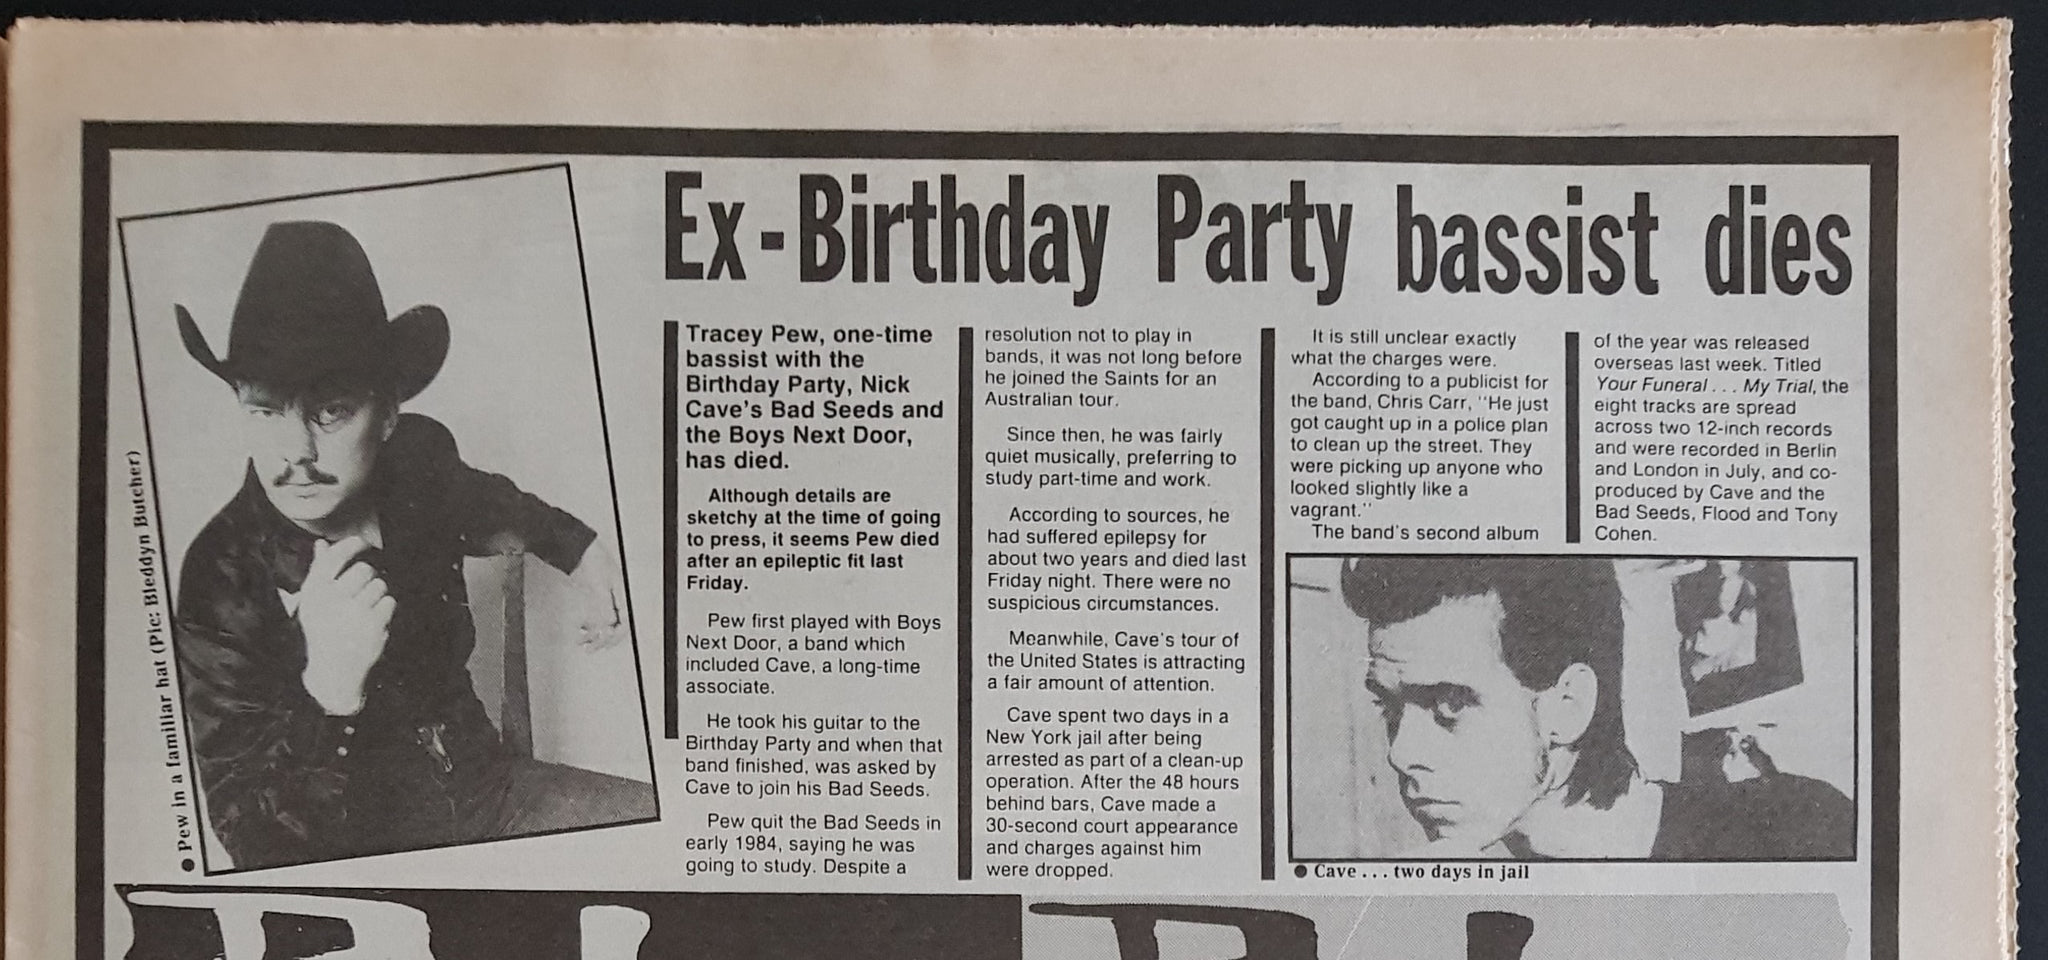 Ex-Birthday Party bassist dies
Tracey Pew, one-time
bassist with the
Birthday Party, Nick
Cave's Bad Seeds and
the Boys Next Door,
has died.
Although details are
sketchy at the time of going
to press, it seems Pew died
after an epileptic fit last
Friday.
Pew first played with Boys
Next Door, a band which
included Cave, a long-time
associate.
He took his guitar to the
Birthday Party and when that
band finished, was asked by
Cave to join his Bad Seeds.
Pew quit the Bad Seeds in
early 1984, saying he was
going to study. Despite a
resolution not to play in
bands, it was not long before
he joined the Saints for an
Australian tour.
Since then, he was fairly
quiet musically, preferring to
study part-time and work.
According to sources, he
had suffered epilepsy for
about two years and died last
Friday night. There were no
suspicious circumstances.
Meanwhile, Cave's tour of
the United States is attracting
a fair amount of attention.
Cave spent two days in a
New York jail after being
arrested as part of a clean-up
operation. After the 48 hours
behind bars, Cave made a
30-second court appearance
and charges against him
were dropped.
It is still unclear exactly
what the charges were.
According to a publicist for
the band, Chris Carr, "He just
got caught up in a police plan
to clean up the street. They
were picking up anyone who
looked slightly like a
vagrant."
The band's second album
of the year was released
overseas last week. Titled
Your Funeral . . . My Trial, the
eight tracks are spread
across two 12-inch records
and were recorded in Berlin
and London in July, and co-
produced by Cave and the
Bad Seeds, Flood and Tony
Cohen.
● Pew in a familiar hat (Pic: Bleddyn Butcher)
● Cave . . . two days in jail